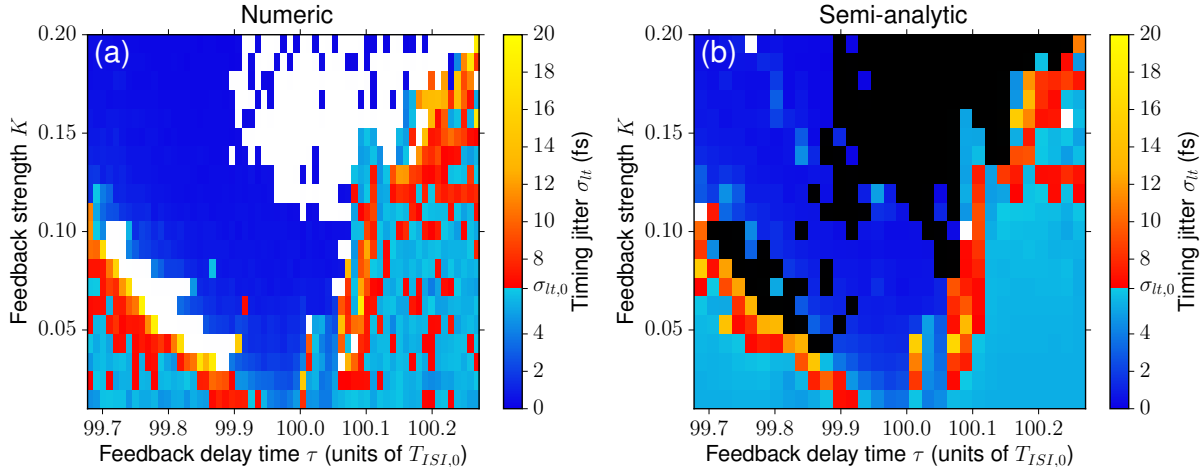 Numeric
(a)
0.20
0.15
0.10
0.05
Feedback strength K
99.7 99.8 99.9 100.0 100.1 100.2
Feedback delay time τ (units of T_{ISI,0})
20
18
16
14
12
10
8
σ_{lt,0}
4
2
0
Timing jitter σ_{lt} (fs)
Semi-analytic
(b)
0.20
0.15
0.10
0.05
Feedback strength K
99.7 99.8 99.9 100.0 100.1 100.2
Feedback delay time τ (units of T_{ISI,0})
20
18
16
14
12
10
8
σ_{lt,0}
4
2
0
Timing jitter σ_{lt} (fs)